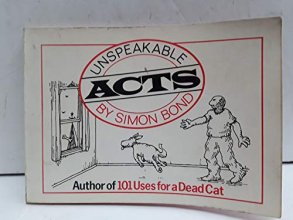 UNSPEAKABLE
ACTS
BY SIMON BOND
Author of 101 Uses for a Dead Cat